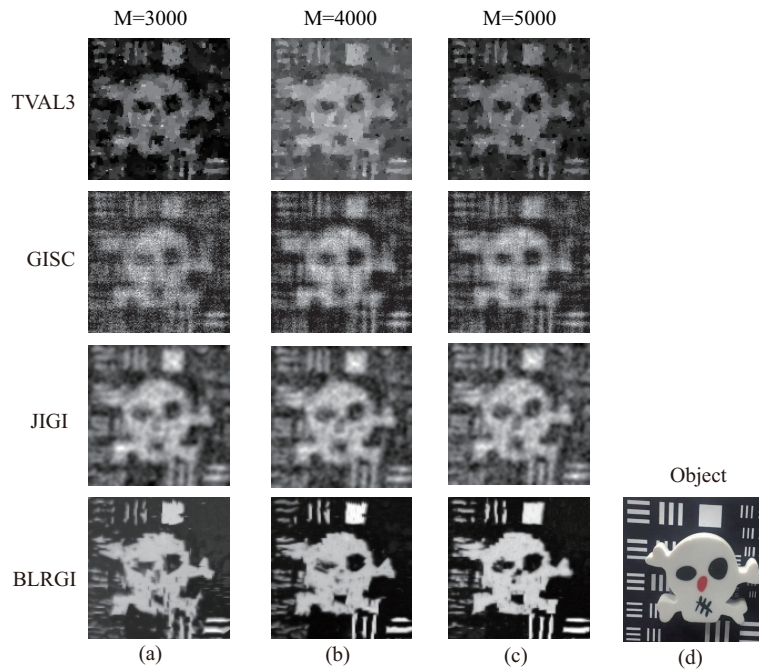 M=3000 M=4000 M=5000
TVAL3
GISC
JIGI
Object
BLRGI
(a) (b) (c) (d)